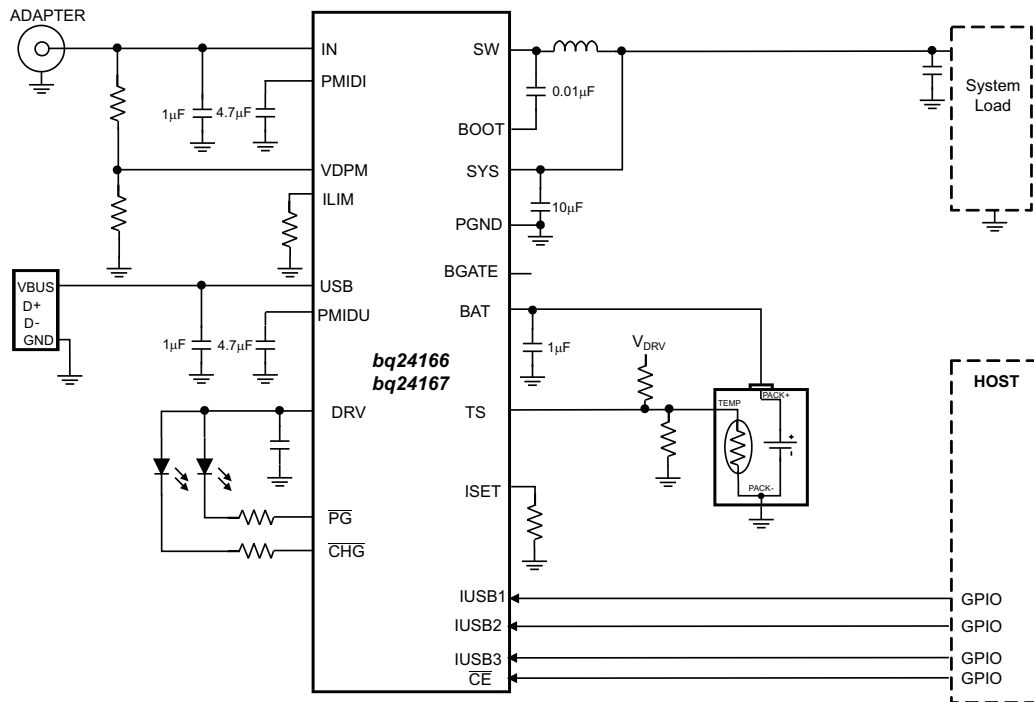 ADAPTER
IN
PMIDI
1μF
4.7μF
VDPM
ILIM
VBUS
D+
D-
GND
USB
PMIDU
1μF
4.7μF
bq24166
bq24167
DRV
PG
CHG
SW
0.01μF
BOOT
SYS
10μF
PGND
BGATE
BAT
1μF
VDRV
TS
TEMP
PACK+
+
-
PACK-
ISET
IUSB1
IUSB2
IUSB3
CE
System
Load
HOST
GPIO
GPIO
GPIO
GPIO